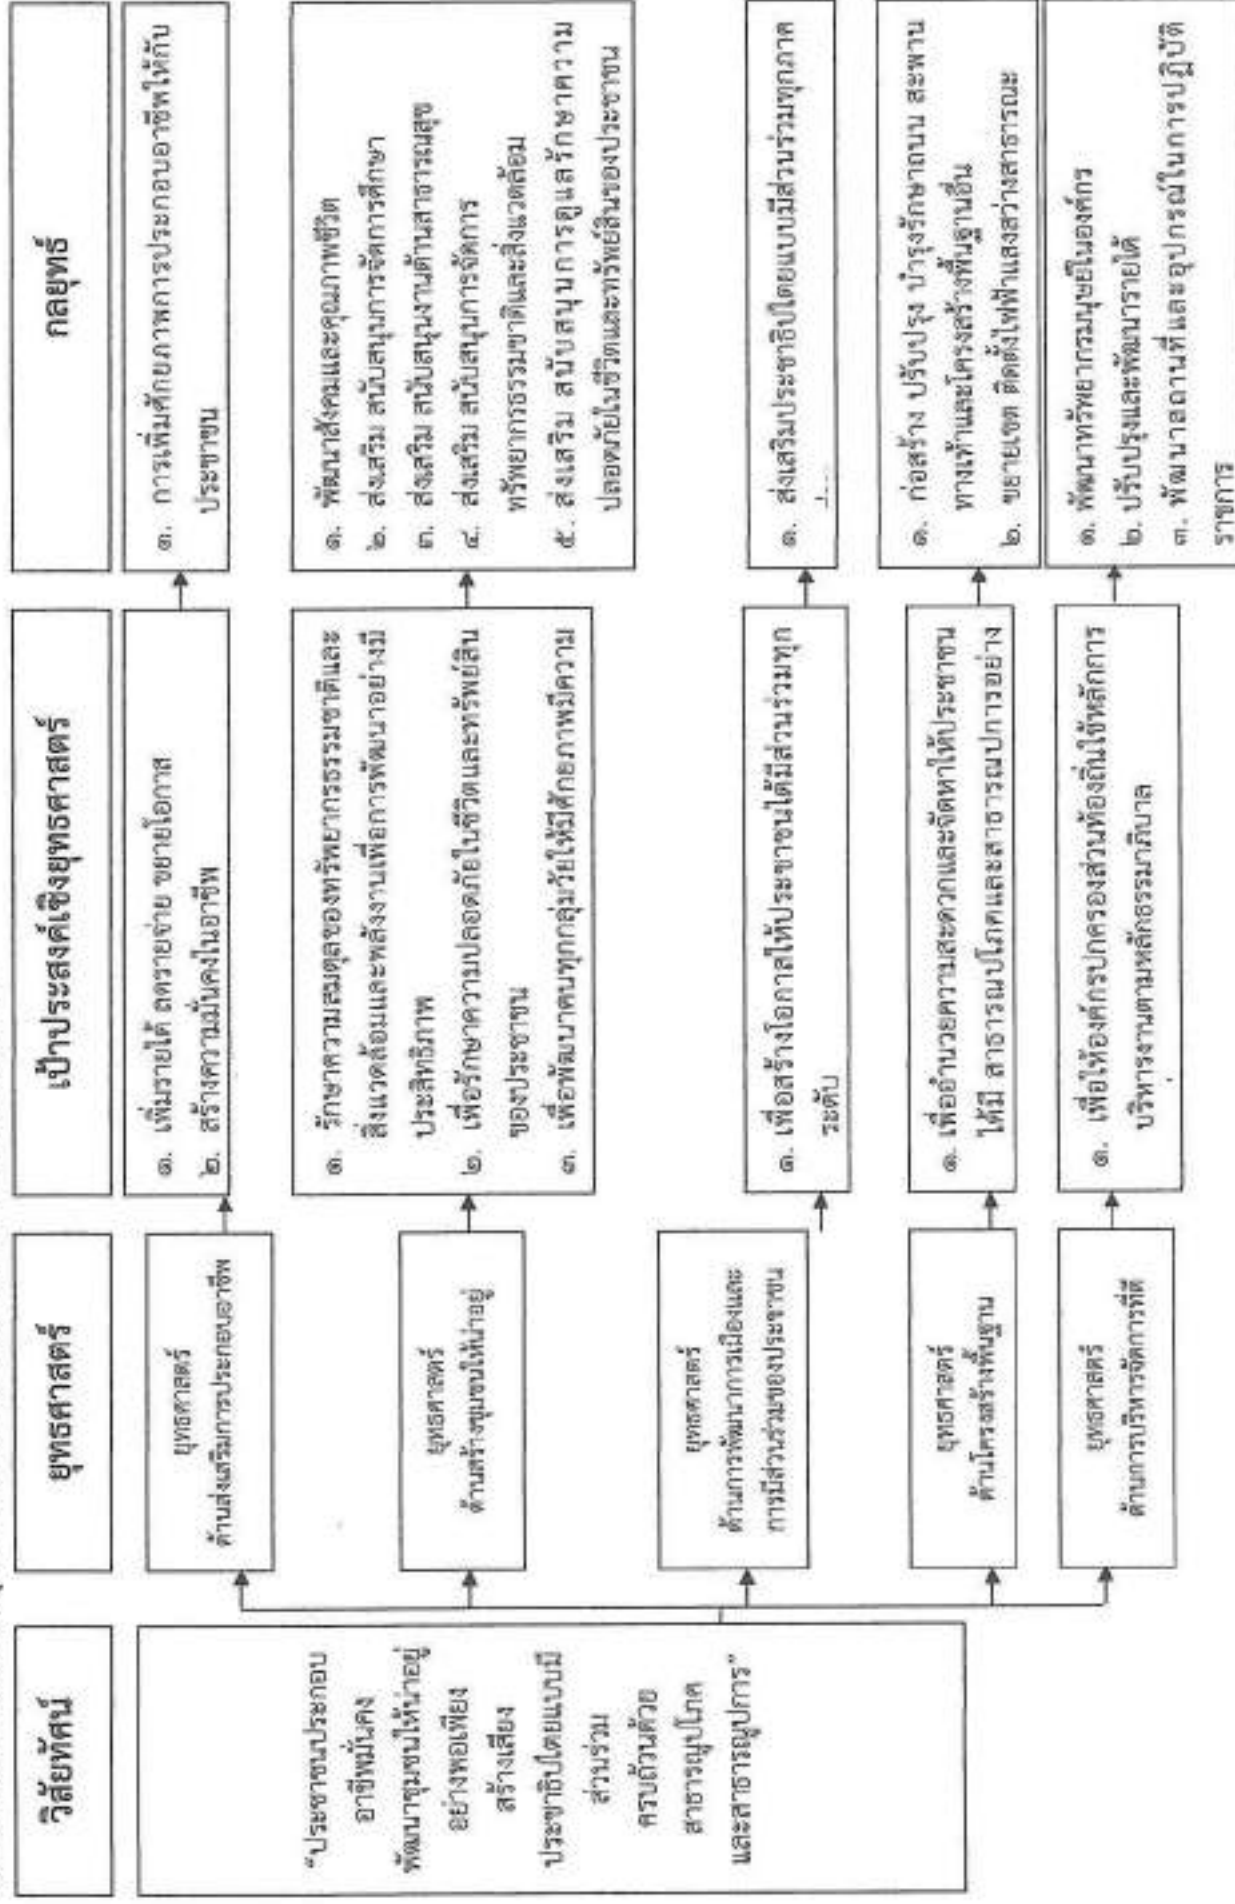 วิสัยทัศน์
ยุทธศาสตร์
เป้าประสงค์เชิงยุทธศาสตร์
กลยุทธ์
“ประชาชนประกอบ
อาชีพมั่นคง
พัฒนาชุมชนให้น่าอยู่
อย่างพอเพียง
สร้างเสียง
ประชาธิปไตยแบบมี
ส่วนร่วม
ครบถ้วนด้วย
สาธารณูปโภค
และสาธารณูปการ”
ยุทธศาสตร์
ด้านส่งเสริมการประกอบอาชีพ
๑. เพิ่มรายได้ ลดรายจ่าย ขยายโอกาส
๒. สร้างความมั่นคงในอาชีพ
๑. การเพิ่มศักยภาพการประกอบอาชีพให้กับ
ประชาชน
ยุทธศาสตร์
ด้านสร้างชุมชนให้น่าอยู่
๑. รักษาความสมดุลของทรัพยากรธรรมชาติและ
สิ่งแวดล้อมและพลังงานเพื่อการพัฒนาอย่างมี
ประสิทธิภาพ
๒. เพื่อรักษาความปลอดภัยในชีวิตและทรัพย์สิน
ของประชาชน
๓. เพื่อพัฒนาคนทุกกลุ่มวัยให้มีศักยภาพมีความ
๑. พัฒนาสังคมและคุณภาพชีวิต
๒. ส่งเสริม สนับสนุนการจัดการศึกษา
๓. ส่งเสริม สนับสนุนงานด้านสาธารณสุข
๔. ส่งเสริม สนับสนุนการจัดการ
ทรัพยากรธรรมชาติและสิ่งแวดล้อม
๕. ส่งเสริม สนับสนุนการดูแลรักษาความ
ปลอดภัยในชีวิตและทรัพย์สินของประชาชน
ยุทธศาสตร์
ด้านการพัฒนาการเมืองและ
การมีส่วนร่วมของประชาชน
๑. เพื่อสร้างโอกาสให้ประชาชนได้มีส่วนร่วมทุก
ระดับ
๑. ส่งเสริมประชาธิปไตยแบบมีส่วนร่วมทุกภาค
ยุทธศาสตร์
ด้านโครงสร้างพื้นฐาน
๑. เพื่ออำนวยความสะดวกและจัดหาให้ประชาชน
ได้มี สาธารณูปโภคและสาธารณูปการอย่าง
๑. ก่อสร้าง ปรับปรุง บำรุงรักษาถนน สะพาน
ทางเท้าและโครงสร้างพื้นฐานอื่น
๒. ขยายเขต ติดตั้งไฟฟ้าแสงสว่างสาธารณะ
ยุทธศาสตร์
ด้านการบริหารจัดการที่ดี
๑. เพื่อให้องค์กรปกครองส่วนท้องถิ่นใช้หลักการ
บริหารงานตามหลักธรรมาภิบาล
๑. พัฒนาทรัพยากรมนุษย์ในองค์กร
๒. ปรับปรุงและพัฒนารายได้
๓. พัฒนาสถานที่และอุปกรณ์ในการปฏิบัติ
ราชการ